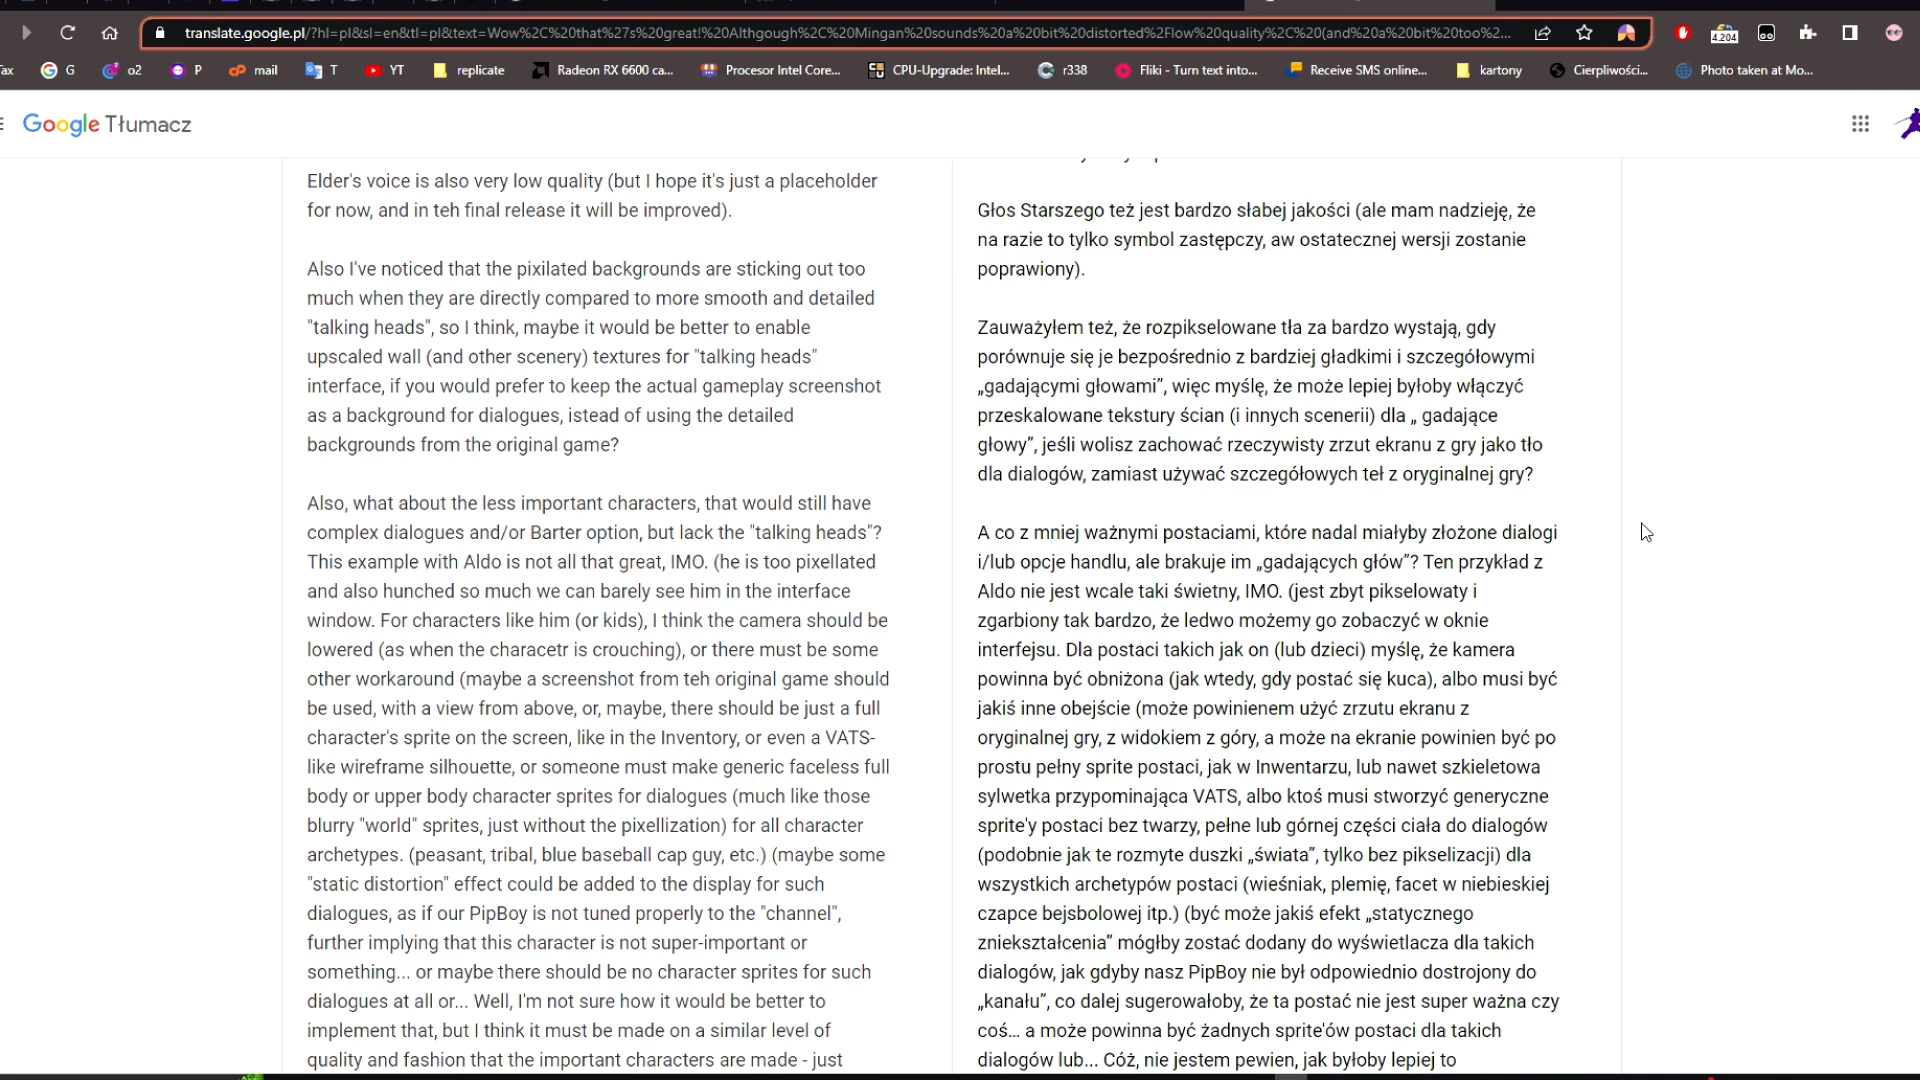 translate.google.pl/?hl=pl&sl=en&tl=pl&text=Wow%2C%20that%27s%20great!%20Althgough%2C%20Mingan%20sounds%20a%20bit%20distorted%2Flow%20quality%2C%20(and%20a%20bit%20too%2...
4.204
ax
G
o2
P
mail
T
YT
replicate
Radeon RX 6600 ca...
Procesor Intel Core...
CPU-Upgrade: Intel...
r338
Fliki - Turn text into...
Receive SMS online...
kartony
Cierpliwości...
Photo taken at Mo...
Google Tłumacz
Elder's voice is also very low quality (but I hope it's just a placeholder
for now, and in teh final release it will be improved).
Also I've noticed that the pixilated backgrounds are sticking out too
much when they are directly compared to more smooth and detailed
"talking heads", so I think, maybe it would be better to enable
upscaled wall (and other scenery) textures for "talking heads"
interface, if you would prefer to keep the actual gameplay screenshot
as a background for dialogues, istead of using the detailed
backgrounds from the original game?
Also, what about the less important characters, that would still have
complex dialogues and/or Barter option, but lack the "talking heads"?
This example with Aldo is not all that great, IMO. (he is too pixellated
and also hunched so much we can barely see him in the interface
window. For characters like him (or kids), I think the camera should be
lowered (as when the characetr is crouching), or there must be some
other workaround (maybe a screenshot from teh original game should
be used, with a view from above, or, maybe, there should be just a full
character's sprite on the screen, like in the Inventory, or even a VATS-
like wireframe silhouette, or someone must make generic faceless full
body or upper body character sprites for dialogues (much like those
blurry "world" sprites, just without the pixellization) for all character
archetypes. (peasant, tribal, blue baseball cap guy, etc.) (maybe some
"static distortion" effect could be added to the display for such
dialogues, as if our PipBoy is not tuned properly to the "channel",
further implying that this character is not super-important or
something... or maybe there should be no character sprites for such
dialogues at all or... Well, I'm not sure how it would be better to
implement that, but I think it must be made on a similar level of
quality and fashion that the important characters are made - just
Głos Starszego też jest bardzo słabej jakości (ale mam nadzieję, że
na razie to tylko symbol zastępczy, aw ostatecznej wersji zostanie
poprawiony).
Zauważyłem też, że rozpikselowane tła za bardzo wystają, gdy
porównuje się je bezpośrednio z bardziej gładkimi i szczegółowymi
„gadającymi głowami”, więc myślę, że może lepiej byłoby włączyć
przeskalowane tekstury ścian (i innych scenerii) dla „ gadające
głowy”, jeśli wolisz zachować rzeczywisty zrzut ekranu z gry jako tło
dla dialogów, zamiast używać szczegółowych teł z oryginalnej gry?
A co z mniej ważnymi postaciami, które nadal miałyby złożone dialogi
i/lub opcje handlu, ale brakuje im „gadających głów”? Ten przykład z
Aldo nie jest wcale taki świetny, IMO. (jest zbyt pikselowaty i
zgarbiony tak bardzo, że ledwo możemy go zobaczyć w oknie
interfejsu. Dla postaci takich jak on (lub dzieci) myślę, że kamera
powinna być obniżona (jak wtedy, gdy postać się kuca), albo musi być
jakiś inne obejście (może powinienem użyć zrzutu ekranu z
oryginalnej gry, z widokiem z góry, a może na ekranie powinien być po
prostu pełny sprite postaci, jak w Inwentarzu, lub nawet szkieletowa
sylwetka przypominająca VATS, albo ktoś musi stworzyć generyczne
sprite'y postaci bez twarzy, pełne lub górnej części ciała do dialogów
(podobnie jak te rozmyte duszki „świata”, tylko bez pikselizacji) dla
wszystkich archetypów postaci (wieśniak, plemię, facet w niebieskiej
czapce bejsbolowej itp.) (być może jakiś efekt „statycznego
zniekształcenia” mógłby zostać dodany do wyświetlacza dla takich
dialogów, jak gdyby nasz PipBoy nie był odpowiednio dostrojony do
„kanału”, co dalej sugerowałoby, że ta postać nie jest super ważna czy
coś… a może powinna być żadnych sprite'ów postaci dla takich
dialogów lub... Cóż, nie jestem pewien, jak byłoby lepiej to